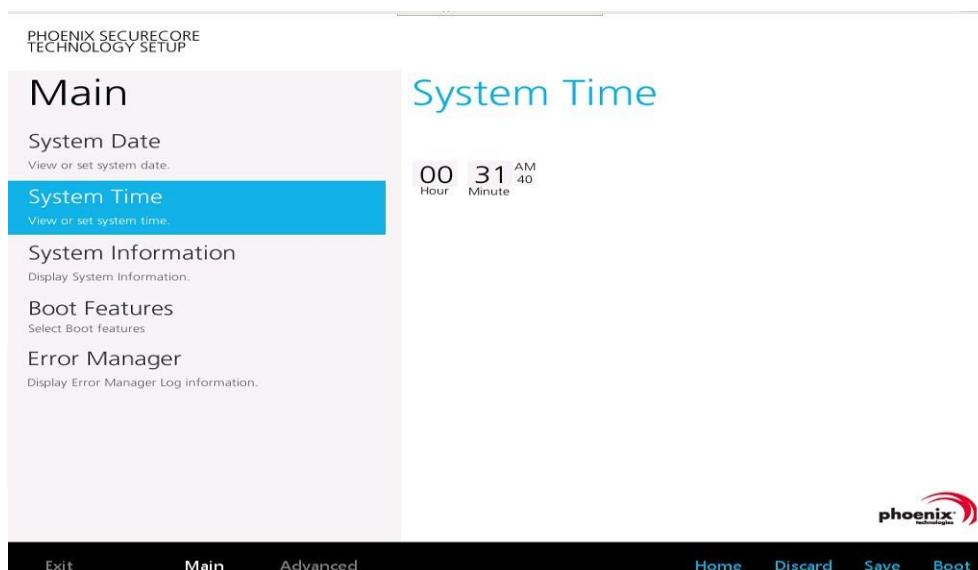 PHOENIX SECURECORE
TECHNOLOGY SETUP
Main
System Date
View or set system date.
System Time
View or set system time.
System Information
Display System Information.
Boot Features
Select Boot features
Error Manager
Display Error Manager Log information.
System Time
00 31 AM
40
Hour Minute
phoenix
technologies
Exit Main Advanced Home Discard Save Boot